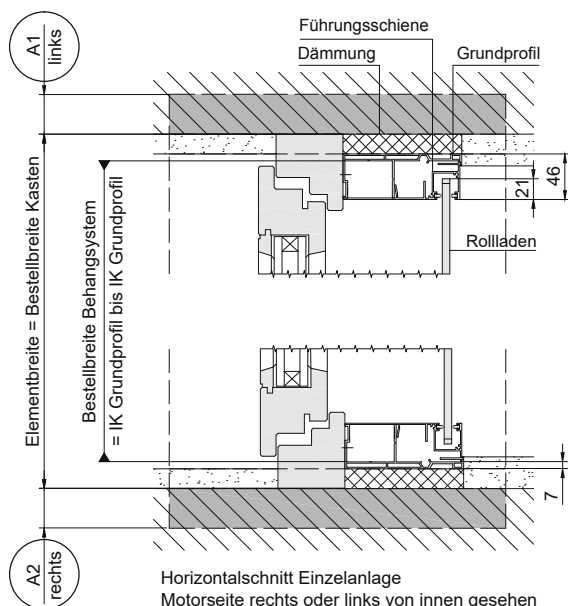 A1
links
Führungsschiene
Dämmung
Grundprofil
21
46
Rollladen
Elementbreite = Bestellbreite Kasten
Bestellbreite Behangsystem
= IK Grundprofil bis IK Grundprofil
7
A2
rechts
Horizontalschnitt Einzelanlage
Motorseite rechts oder links von innen gesehen